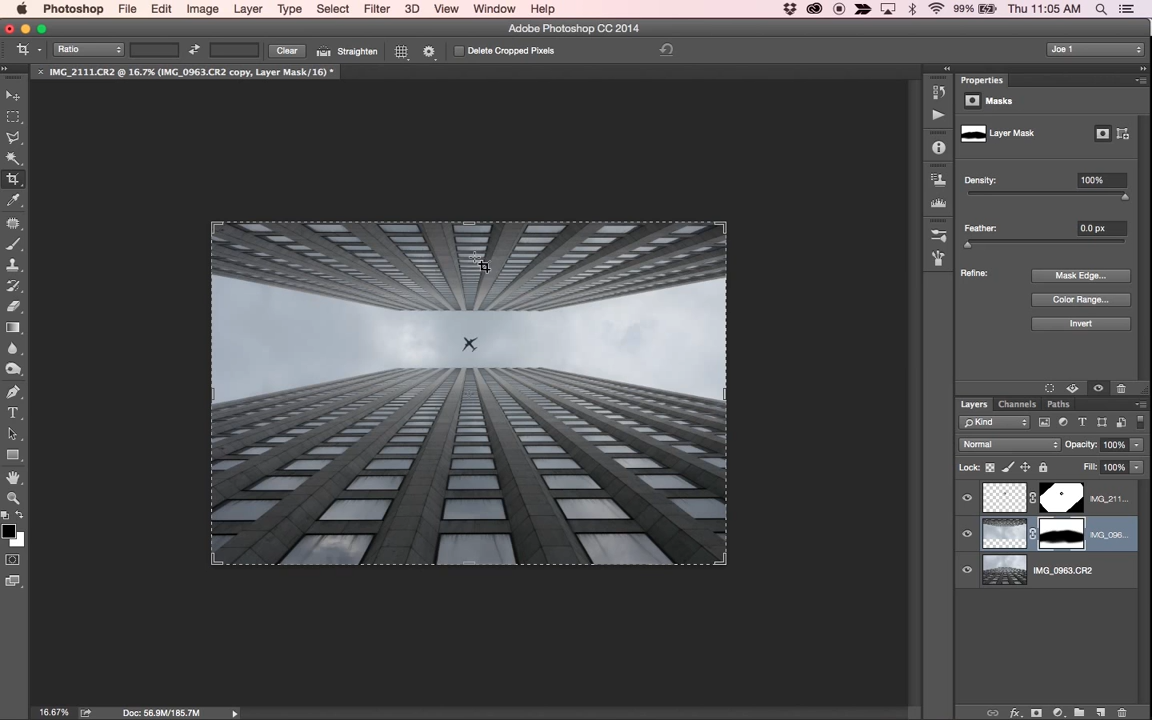 Photoshop File Edit Image Layer Type Select Filter 3D View Window Help 99% Thu 11:05 AM
Adobe Photoshop CC 2014
Ratio Clear Straighten Delete Cropped Pixels Joe 1
× IMG_2111.CR2 @ 16.7% (IMG_0963.CR2 copy, Layer Mask/16) *
Properties
Masks
Layer Mask
Density: 100%
Feather: 0.0 px
Refine: Mask Edge...
Color Range...
Invert
Layers Channels Paths
Kind
Normal Opacity: 100%
Lock: Fill: 100%
IMG_211...
IMG_096...
IMG_0963.CR2
16.67% Doc: 56.9M/185.7M